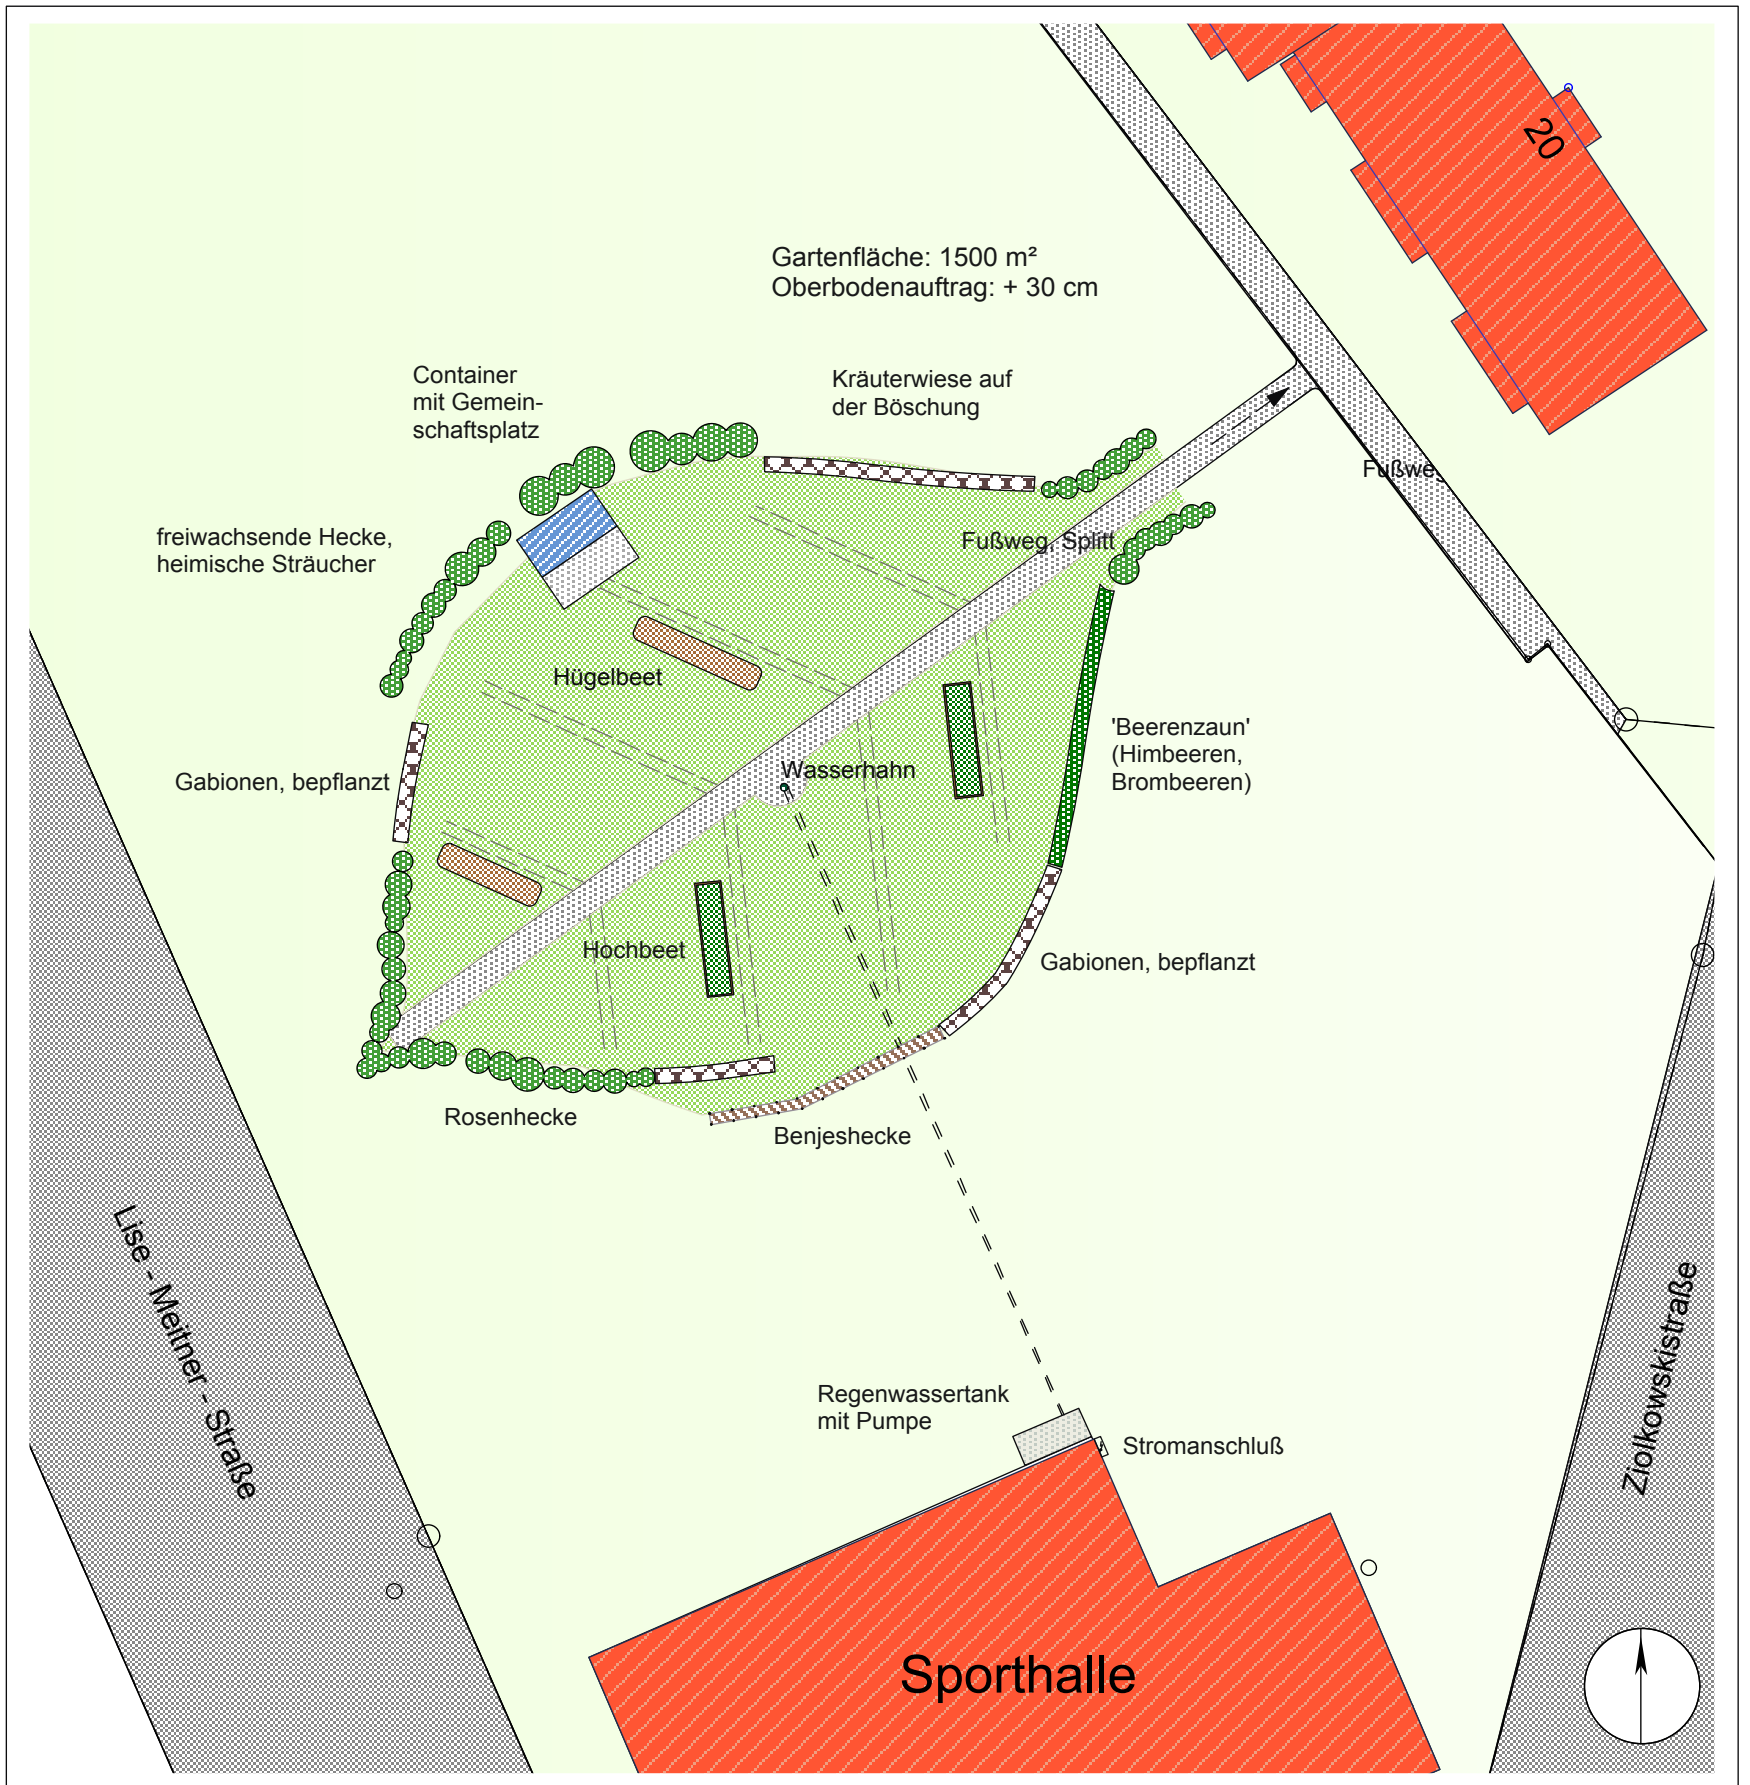 20
Gartenfläche: 1500 m²
Oberbodenauftrag: + 30 cm
Container
mit Gemein-
schaftsplatz
Kräuterwiese auf
der Böschung
Fußweg
freiwachsende Hecke,
heimische Sträucher
Fußweg, Splitt
Hügelbeet
'Beerenzaun'
(Himbeeren,
Brombeeren)
Wasserhahn
Gabionen, bepflanzt
Hochbeet
Gabionen, bepflanzt
Rosenhecke
Benjeshecke
Lise - Meitner - Straße
Ziolkowskistraße
Regenwassertank
mit Pumpe
Stromanschluß
Sporthalle